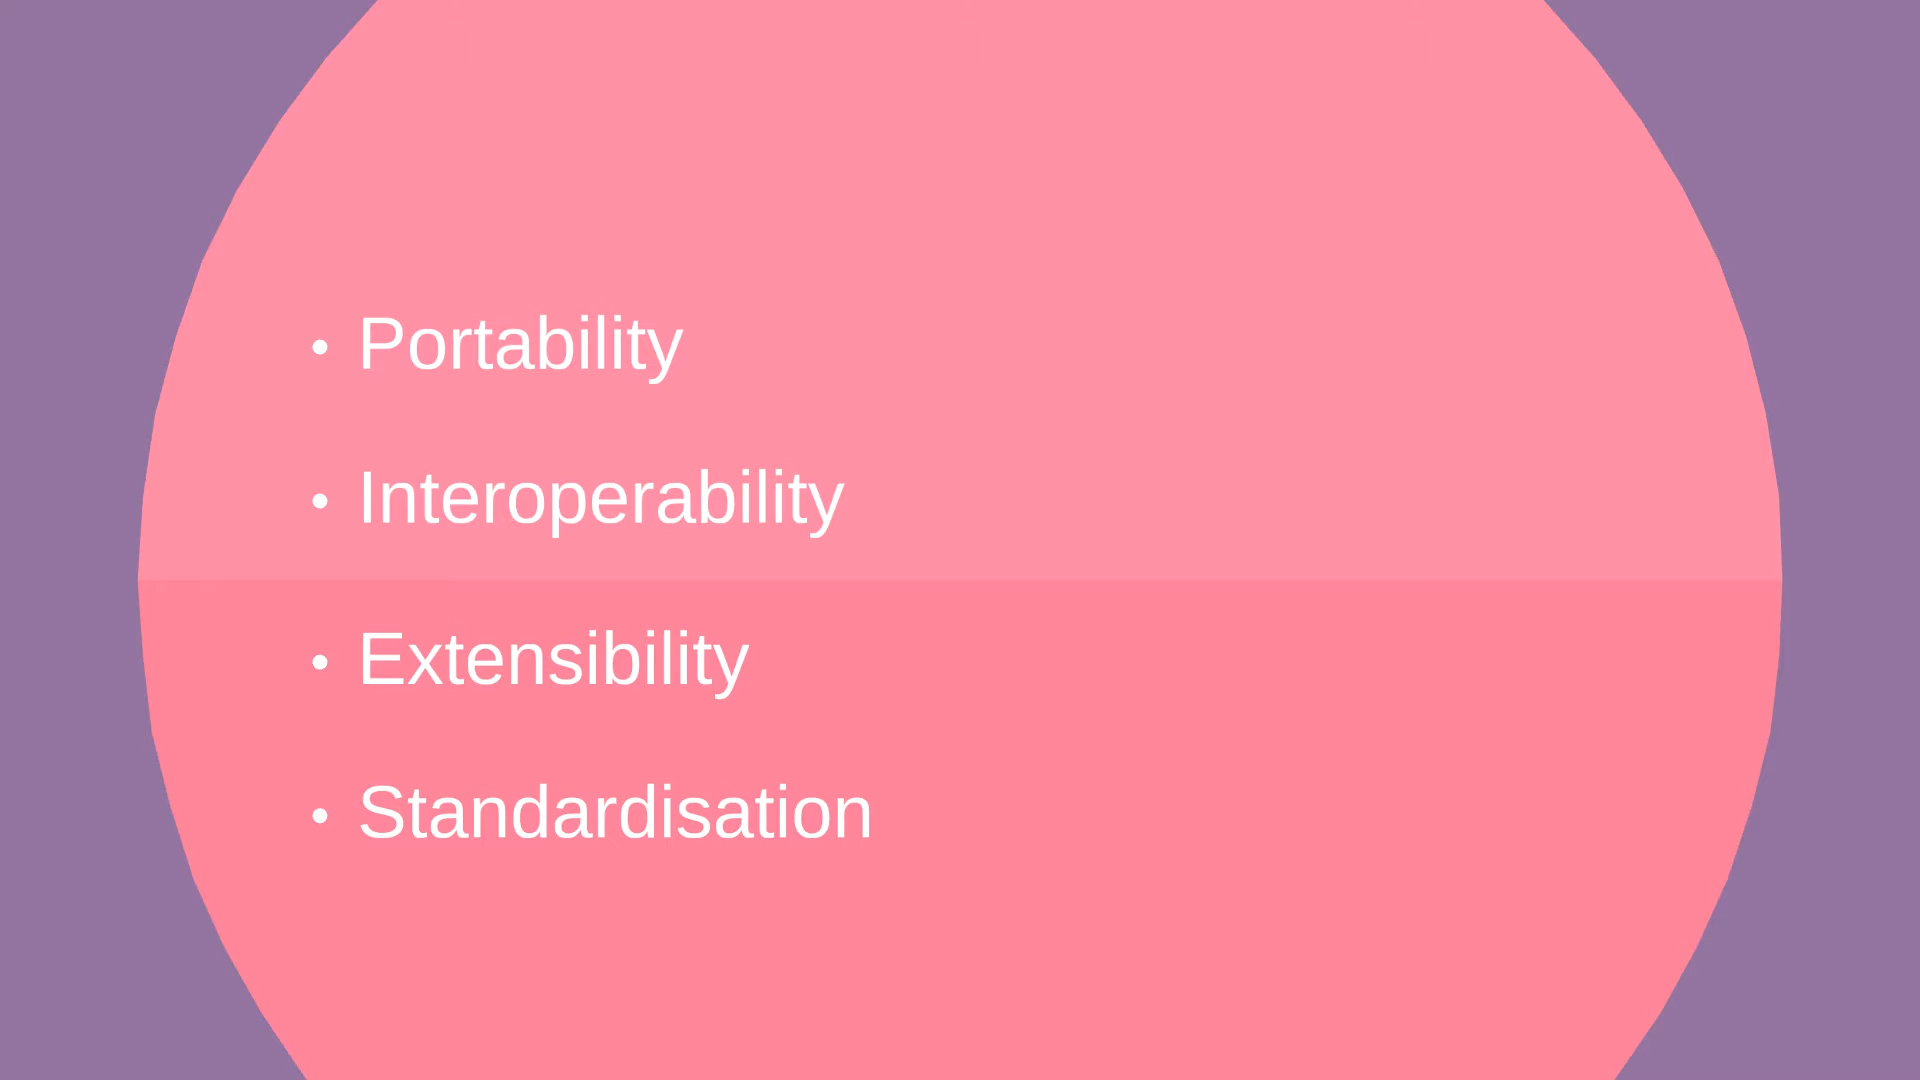 • Portability
• Interoperability
• Extensibility
• Standardisation